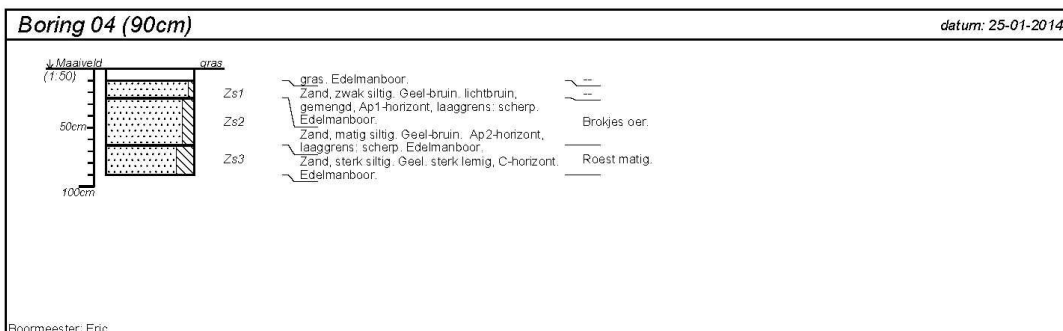 Boring 04 (90cm)
datum: 25-01-2014
↓ Maaiveld
gras
(1:50)
gras. Edelmanboor.
--
Zs1
Zand, zwak siltig. Geel-bruin. lichtbruin,
--
gemengd, Ap1-horizont, laaggrens: scherp.
Zs2
Edelmanboor.
Brokjes oer.
50cm
Zand, matig siltig. Geel-bruin. Ap2-horizont,
laaggrens: scherp. Edelmanboor.
Zs3
Zand, sterk siltig. Geel. sterk lemig, C-horizont.
Roest matig.
Edelmanboor.
100cm
Boormeester: Eric